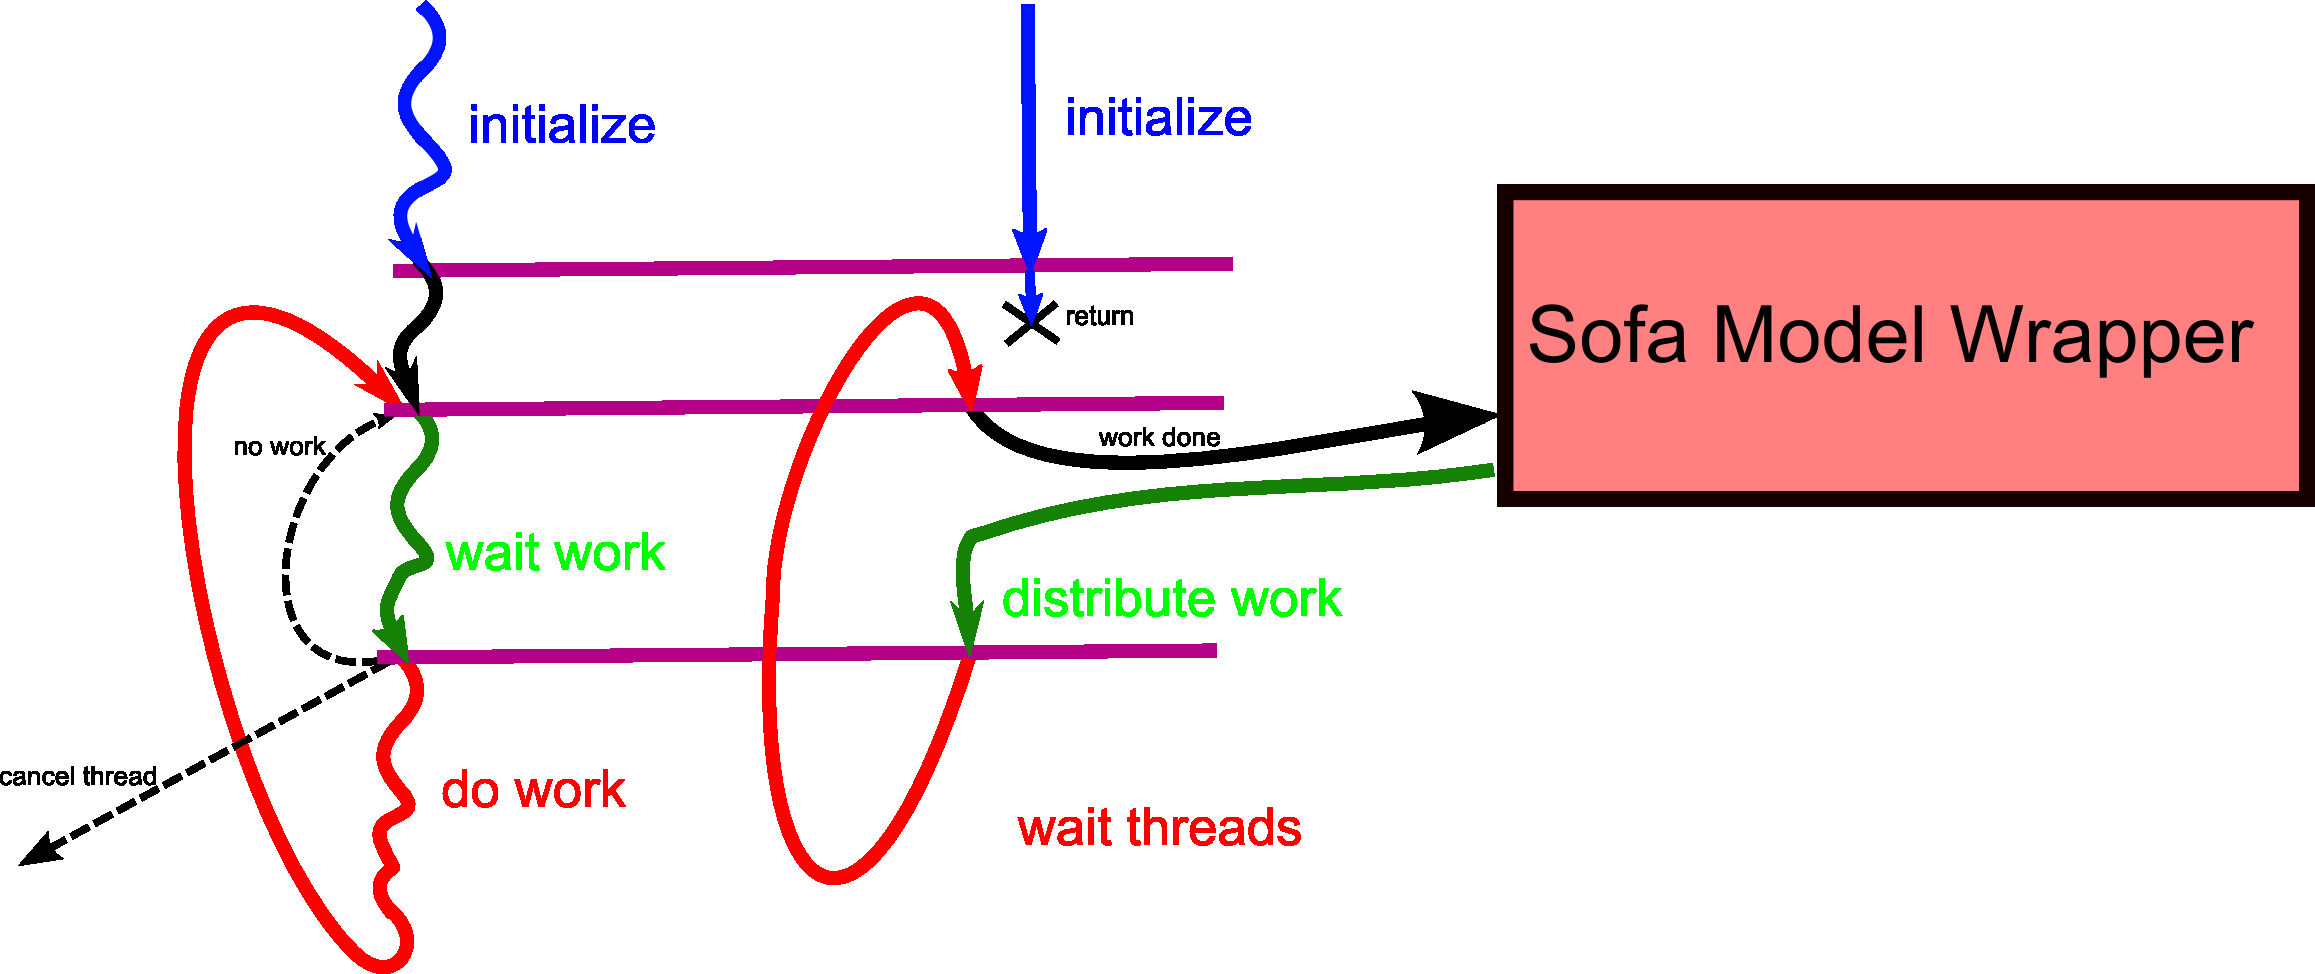 initialize
initialize
return
Sofa Model Wrapper
no work
work done
wait work
distribute work
cancel thread
do work
wait threads